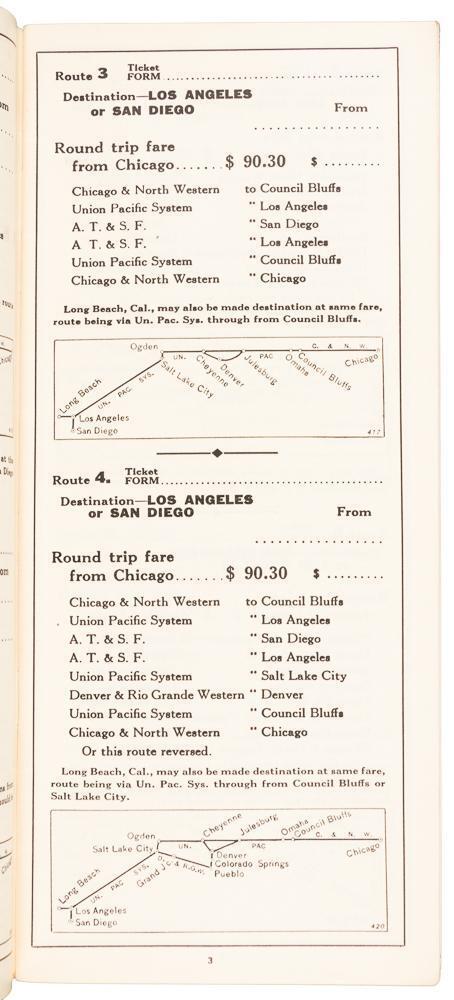 Route 3 Ticket FORM
Destination—LOS ANGELES
or SAN DIEGO From
Round trip fare
from Chicago....... $ 90.30 $ .........
Chicago & North Western to Council Bluffs
Union Pacific System " Los Angeles
A. T. & S. F. " San Diego
A T. & S. F. " Los Angeles
Union Pacific System " Council Bluffs
Chicago & North Western " Chicago
Long Beach, Cal., may also be made destination at same fare,
route being via Un. Pac. Sys. through from Council Bluffs.
Ogden C. & N. W.
UN. PAC
Cheyenne Denver Julesburg Omaha Council Bluffs Chicago
Salt Lake City
Long Beach UN. PAC. SYS.
Los Angeles
San Diego 417
Route 4. Ticket FORM
Destination—LOS ANGELES
or SAN DIEGO From
Round trip fare
from Chicago....... $ 90.30 $ .........
Chicago & North Western to Council Bluffs
Union Pacific System " Los Angeles
A. T. & S. F. " San Diego
A. T. & S. F. " Los Angeles
Union Pacific System " Salt Lake City
Denver & Rio Grande Western " Denver
Union Pacific System " Council Bluffs
Chicago & North Western " Chicago
Or this route reversed.
Long Beach, Cal., may also be made destination at same fare,
route being via Un. Pac. Sys. through from Council Bluffs or
Salt Lake City.
Cheyenne Julesburg Omaha Council Bluffs
Ogden C. & N. W.
Salt Lake City UN. PAC Chicago
Denver
Colorado Springs
Pueblo
Grand J'c D. & R.G.W.
Long Beach UN. PAC SYS.
Los Angeles
San Diego 420
3